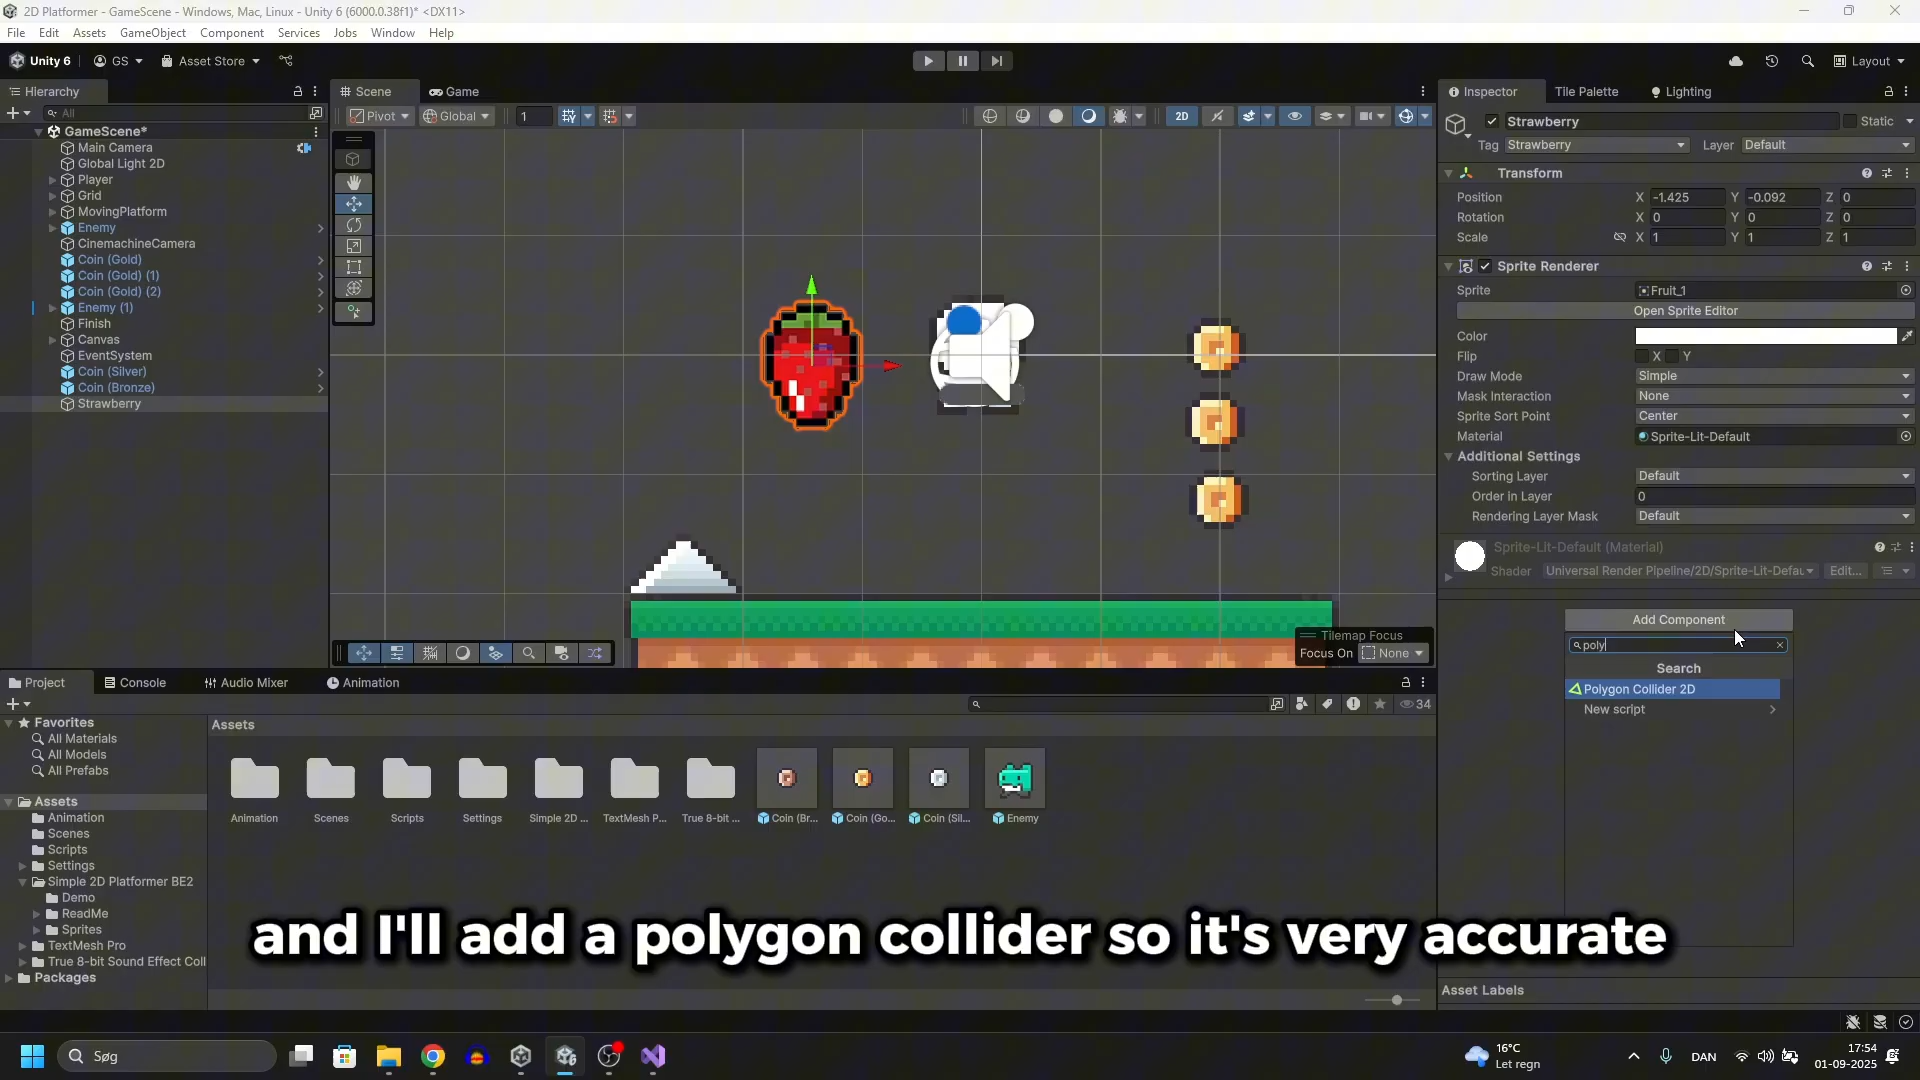 2D Platformer - GameScene - Windows, Mac, Linux - Unity 6 (6000.0.38f1)* <DX11>
File Edit Assets GameObject Component Services Jobs Window Help
Unity 6 GS Asset Store Layout
Hierarchy
All
GameScene*
Main Camera
Global Light 2D
Player
Grid
MovingPlatform
Enemy
CinemachineCamera
Coin (Gold)
Coin (Gold) (1)
Coin (Gold) (2)
Enemy (1)
Finish
Canvas
EventSystem
Coin (Silver)
Coin (Bronze)
Strawberry
Scene Game
Pivot Global 1 2D
Tilemap Focus
Focus On None
Inspector Tile Palette Lighting
Strawberry Static
Tag Strawberry Layer Default
Transform
Position X -1.425 Y -0.092 Z 0
Rotation X 0 Y 0 Z 0
Scale X 1 Y 1 Z 1
Sprite Renderer
Sprite Fruit_1
Open Sprite Editor
Color
Flip X Y
Draw Mode Simple
Mask Interaction None
Sprite Sort Point Center
Material Sprite-Lit-Default
Additional Settings
Sorting Layer Default
Order in Layer 0
Rendering Layer Mask Default
Sprite-Lit-Default (Material)
Shader Universal Render Pipeline/2D/Sprite-Lit-Defau Edit...
Add Component
poly
Search
Polygon Collider 2D
New script
Asset Labels
Project Console Audio Mixer Animation
34
Favorites
All Materials
All Models
All Prefabs
Assets
Animation
Scenes
Scripts
Settings
Simple 2D Platformer BE2
Demo
ReadMe
Sprites
TextMesh Pro
True 8-bit Sound Effect Coll
Packages
Assets
Animation Scenes Scripts Settings Simple 2D ... TextMesh P... True 8-bit ... Coin (Br... Coin (Go... Coin (Sil... Enemy
and I'll add a polygon collider so it's very accurate
Søg
16°C
Let regn
DAN
17:54
01-09-2025